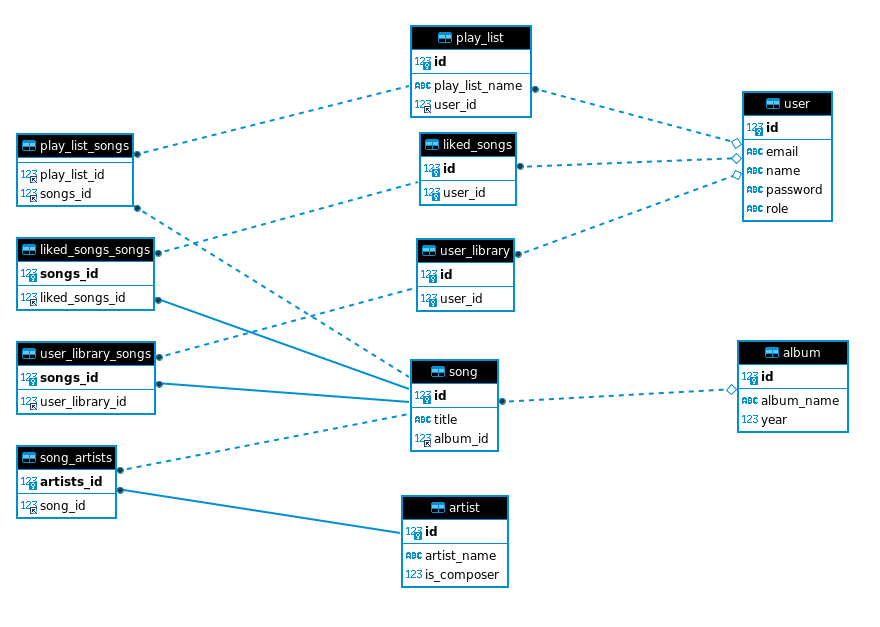 play_list
123 id
ABC play_list_name
123 user_id
user
123 id
ABC email
ABC name
ABC password
ABC role
play_list_songs
123 play_list_id
123 songs_id
liked_songs
123 id
123 user_id
liked_songs_songs
123 songs_id
123 liked_songs_id
user_library
123 id
123 user_id
user_library_songs
123 songs_id
123 user_library_id
song
123 id
ABC title
123 album_id
album
123 id
ABC album_name
123 year
song_artists
123 artists_id
123 song_id
artist
123 id
ABC artist_name
123 is_composer